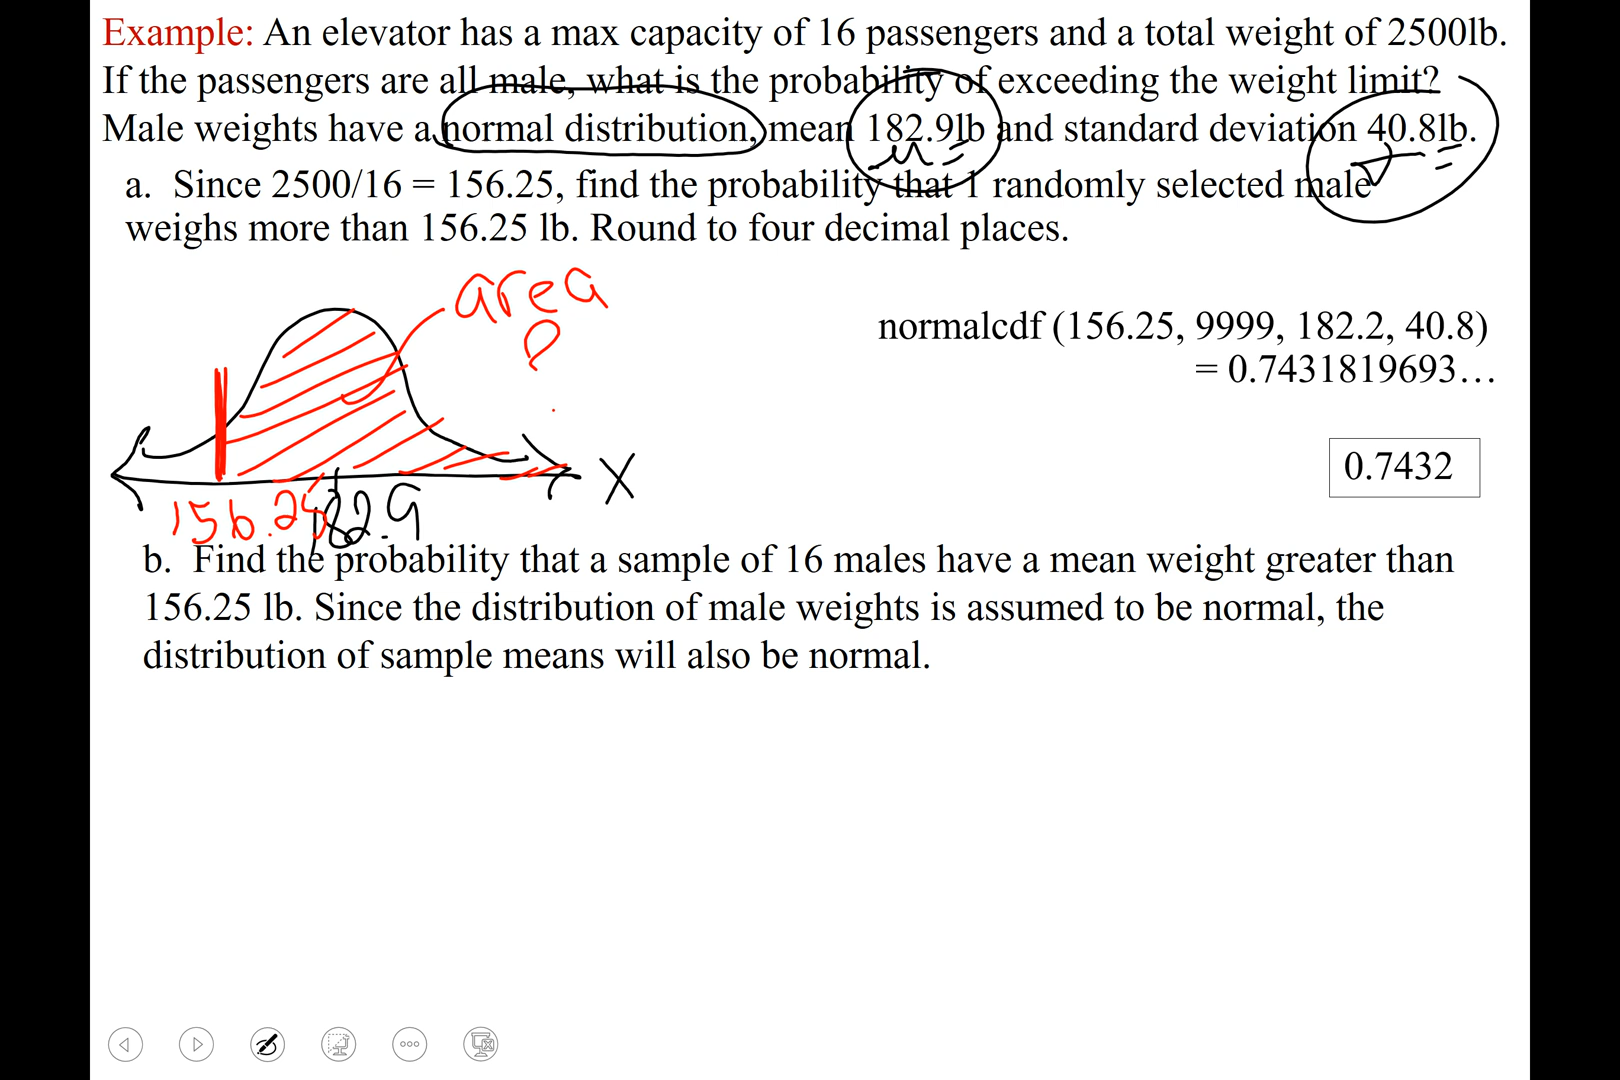 Example: An elevator has a max capacity of 16 passengers and a total weight of 2500lb.
If the passengers are all male, what is the probability of exceeding the weight limit?
Male weights have a normal distribution, mean 182.9lb and standard deviation 40.8lb.
μ = σ =
a. Since 2500/16 = 156.25, find the probability that 1 randomly selected male
weighs more than 156.25 lb. Round to four decimal places.
area
?
normalcdf (156.25, 9999, 182.2, 40.8)
= 0.7431819693…
0.7432
X
156.25 182.9
b. Find the probability that a sample of 16 males have a mean weight greater than
156.25 lb. Since the distribution of male weights is assumed to be normal, the
distribution of sample means will also be normal.